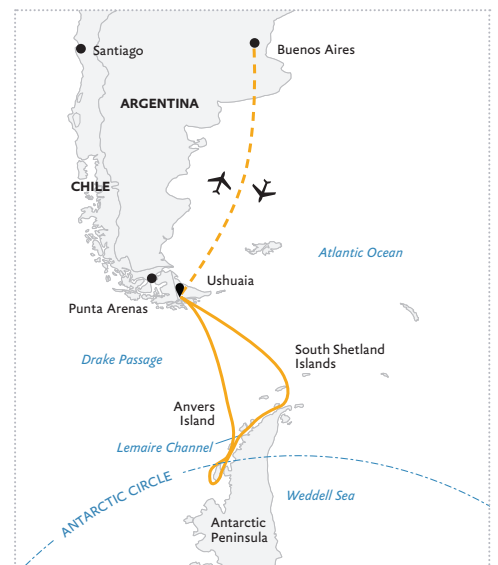 Santiago
Buenos Aires
ARGENTINA
CHILE
Atlantic Ocean
Ushuaia
Punta Arenas
South Shetland
Islands
Drake Passage
Anvers
Island
Lemaire Channel
ANTARCTIC CIRCLE
Weddell Sea
Antarctic
Peninsula